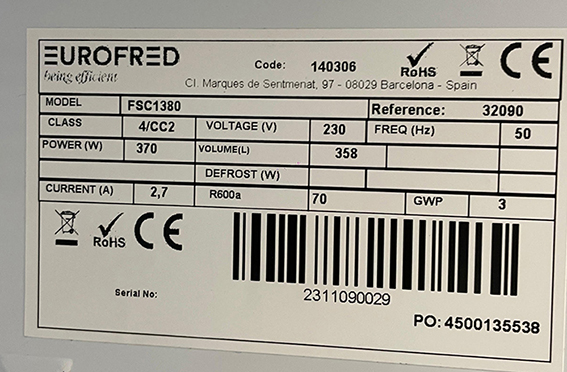 EUROFRED
being efficient
Code: 140306
RoHS
CE
Cl. Marques de Sentmenat, 97 - 08029 Barcelona - Spain
MODEL FSC1380 Reference: 32090
CLASS 4/CC2 VOLTAGE (V) 230 FREQ (Hz) 50
POWER (W) 370 VOLUME(L) 358
DEFROST (W)
CURRENT (A) 2,7 R600a 70 GWP 3
RoHS CE
Serial No: 2311090029
PO: 4500135538